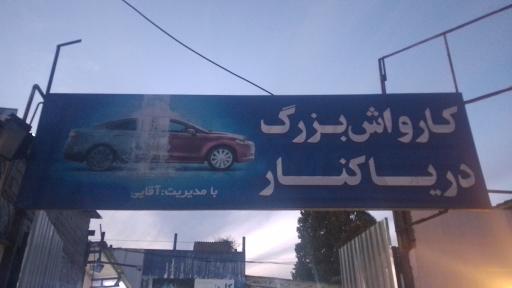 کارواش بزرگ
دریاکنار
با مدیریت: آقایی